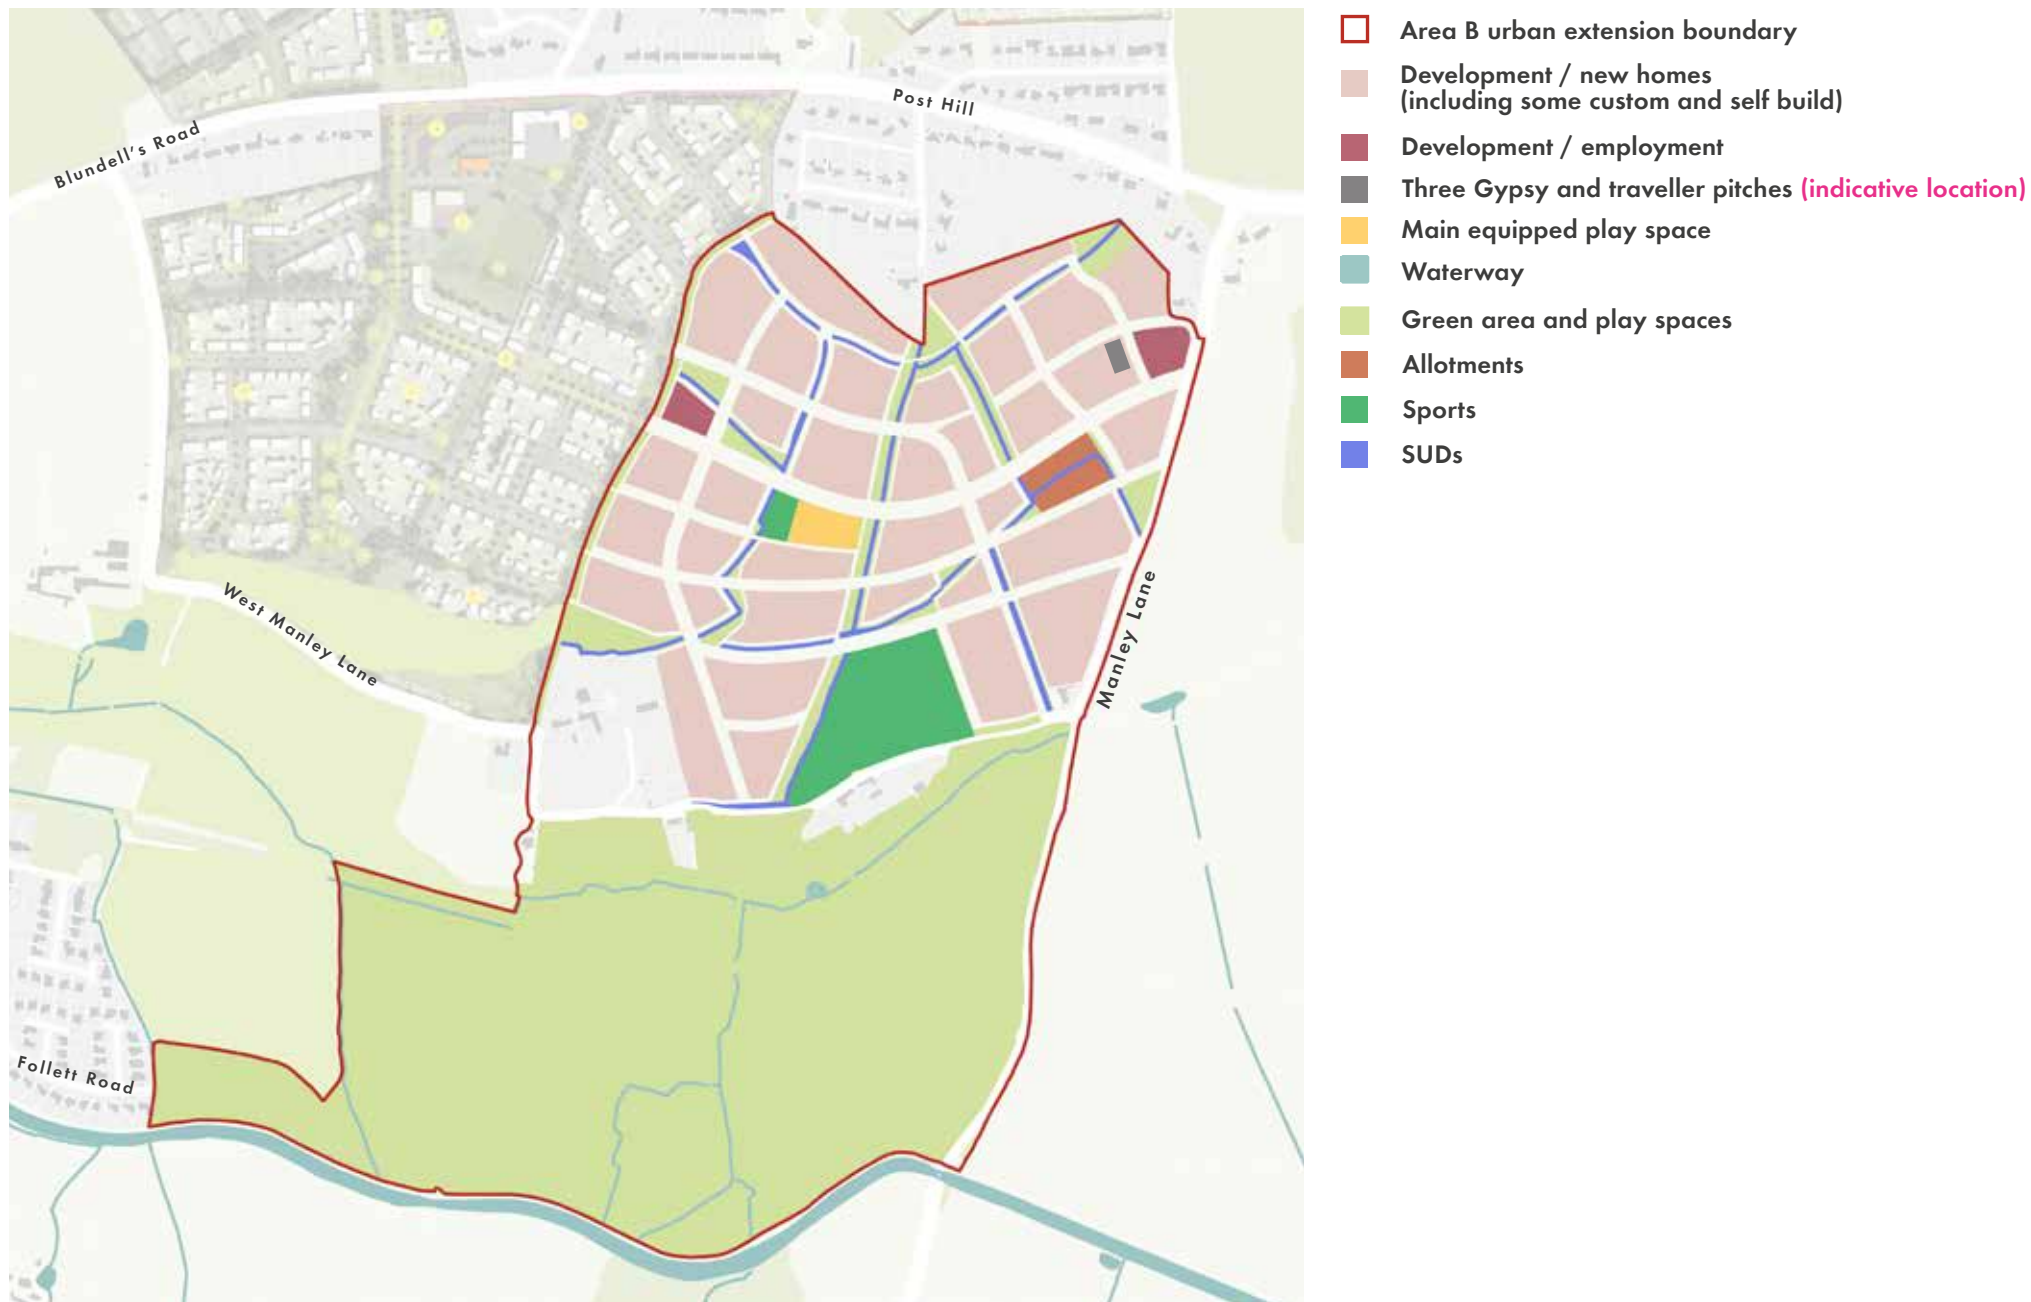 Blundell's Road
Post Hill
West Manley Lane
Manley Lane
Follett Road
Area B urban extension boundary
Development / new homes
(including some custom and self build)
Development / employment
Three Gypsy and traveller pitches (indicative location)
Main equipped play space
Waterway
Green area and play spaces
Allotments
Sports
SUDs